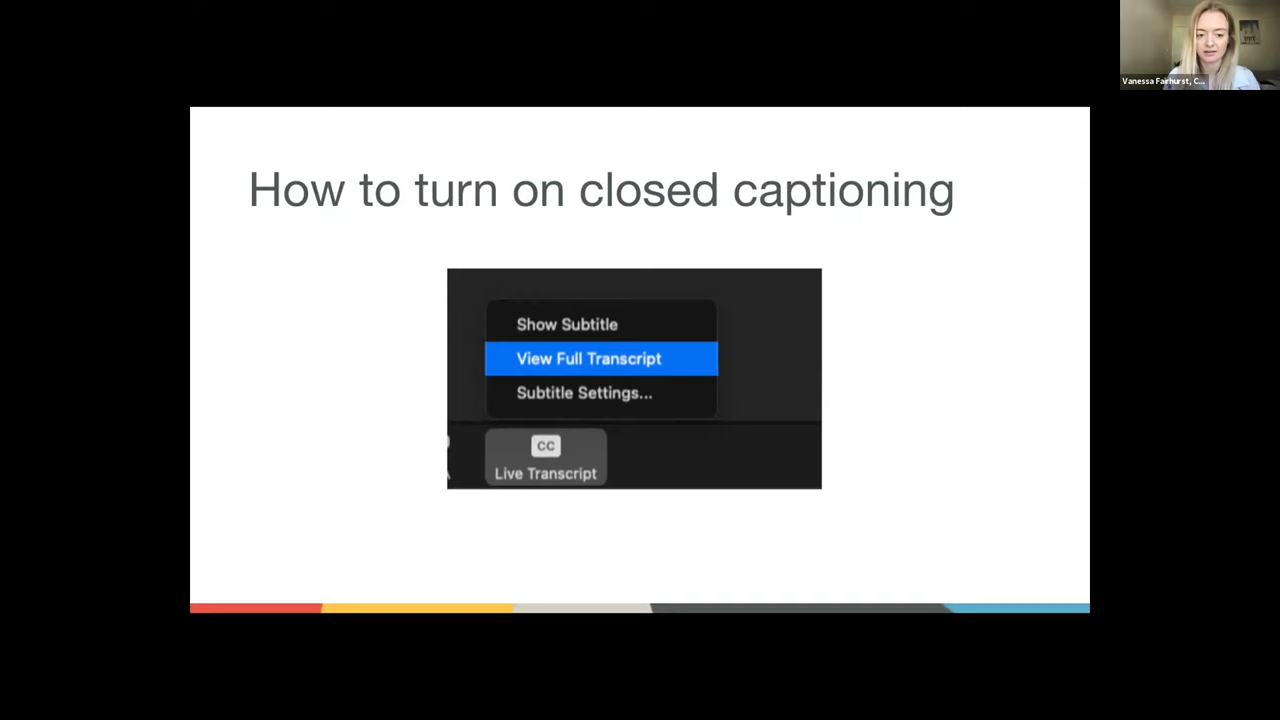 Vanessa Fairhurst, C...
How to turn on closed captioning
Show Subtitle
View Full Transcript
Subtitle Settings...
CC
Live Transcript